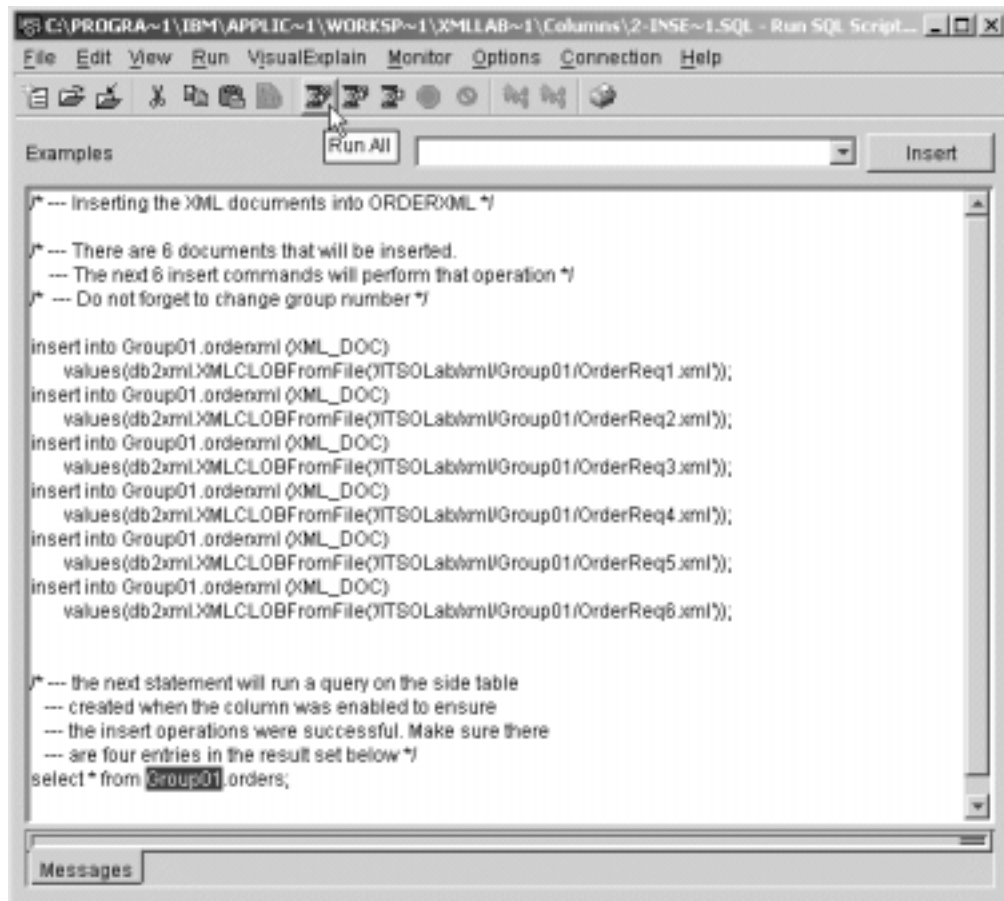 C:\PROGRA~1\IBM\APPLIC~1\WORKSP~1\XMLLAB~1\Columns\2-INSE~1.SQL - Run SQL Script...
File Edit View Run VisualExplain Monitor Options Connection Help
Run All
Examples
Insert
/* --- Inserting the XML documents into ORDERXML */
/* --- There are 6 documents that will be inserted.
--- The next 6 insert commands will perform that operation */
/* --- Do not forget to change group number */
insert into Group01.orderxml (XML_DOC)
values(db2xml.XMLCLOBFromFile('/ITSOLab/xml/Group01/OrderReq1.xml'));
insert into Group01.orderxml (XML_DOC)
values(db2xml.XMLCLOBFromFile('/ITSOLab/xml/Group01/OrderReq2.xml'));
insert into Group01.orderxml (XML_DOC)
values(db2xml.XMLCLOBFromFile('/ITSOLab/xml/Group01/OrderReq3.xml'));
insert into Group01.orderxml (XML_DOC)
values(db2xml.XMLCLOBFromFile('/ITSOLab/xml/Group01/OrderReq4.xml'));
insert into Group01.orderxml (XML_DOC)
values(db2xml.XMLCLOBFromFile('/ITSOLab/xml/Group01/OrderReq5.xml'));
insert into Group01.orderxml (XML_DOC)
values(db2xml.XMLCLOBFromFile('/ITSOLab/xml/Group01/OrderReq6.xml'));
/* --- the next statement will run a query on the side table
--- created when the column was enabled to ensure
--- the insert operations were successful. Make sure there
--- are four entries in the result set below */
select * from Group01.orders;
Messages